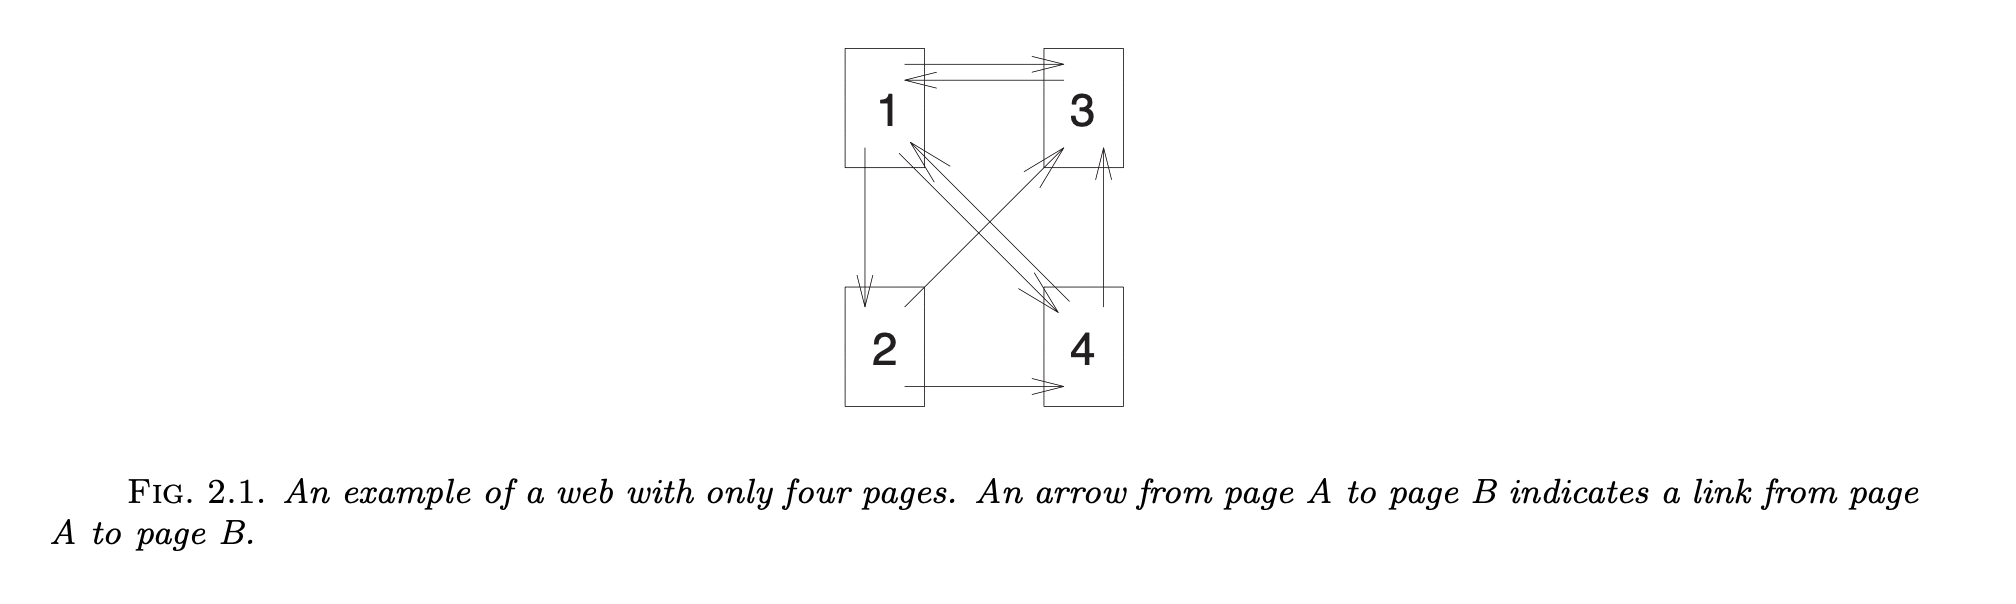 1 3
2 4
FIG. 2.1. An example of a web with only four pages. An arrow from page A to page B indicates a link from page
A to page B.